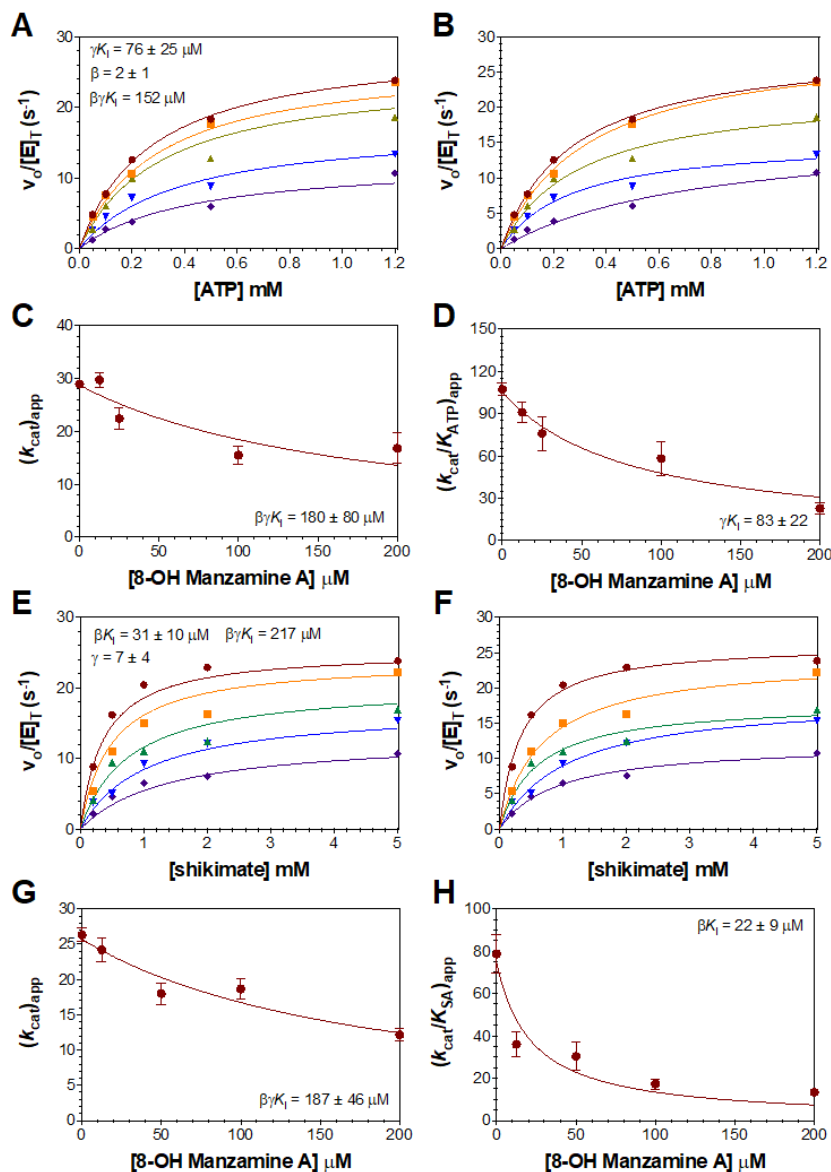 A
B
γKI = 76 ± 25 μM
β = 2 ± 1
βγKI = 152 μM
vo/[E]T (s-1)
30
25
20
15
10
5
0
0.0 0.2 0.4 0.6 0.8 1.0 1.2
[ATP] mM
vo/[E]T (s-1)
30
25
20
15
10
5
0
0.0 0.2 0.4 0.6 0.8 1.0 1.2
[ATP] mM
C
D
(kcat)app
40
30
20
10
0
βγKI = 180 ± 80 μM
0 50 100 150 200
[8-OH Manzamine A] μM
(kcat/KATP)app
150
120
90
60
30
0
γKI = 83 ± 22
0 50 100 150 200
[8-OH Manzamine A] μM
E
F
βKI = 31 ± 10 μM βγKI = 217 μM
γ = 7 ± 4
vo/[E]T (s-1)
30
25
20
15
10
5
0
0 1 2 3 4 5
[shikimate] mM
vo/[E]T (s-1)
30
25
20
15
10
5
0
0 1 2 3 4 5
[shikimate] mM
G
H
(kcat)app
30
25
20
15
10
5
0
βγKI = 187 ± 46 μM
0 50 100 150 200
[8-OH Manzamine A] μM
(kcat/KSA)app
100
80
60
40
20
0
βKI = 22 ± 9 μM
0 50 100 150 200
[8-OH Manzamine A] μM